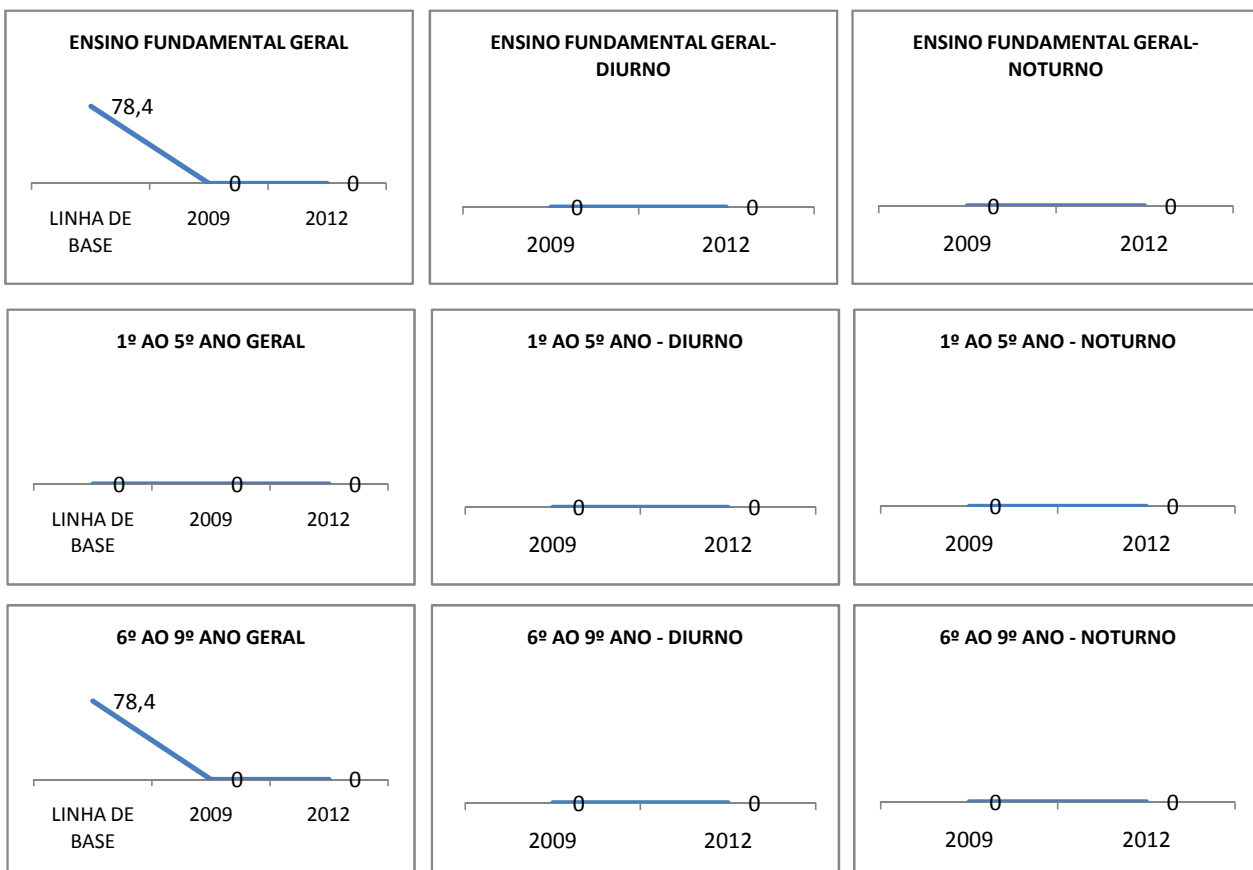 ENSINO FUNDAMENTAL GERAL
78,4
0
0
LINHA DE
BASE
2009
2012
ENSINO FUNDAMENTAL GERAL-
DIURNO
0
0
2009
2012
ENSINO FUNDAMENTAL GERAL-
NOTURNO
0
0
2009
2012
1º AO 5º ANO GERAL
0
0
0
LINHA DE
BASE
2009
2012
1º AO 5º ANO - DIURNO
0
0
2009
2012
1º AO 5º ANO - NOTURNO
0
0
2009
2012
6º AO 9º ANO GERAL
78,4
0
0
LINHA DE
BASE
2009
2012
6º AO 9º ANO - DIURNO
0
0
2009
2012
6º AO 9º ANO - NOTURNO
0
0
2009
2012